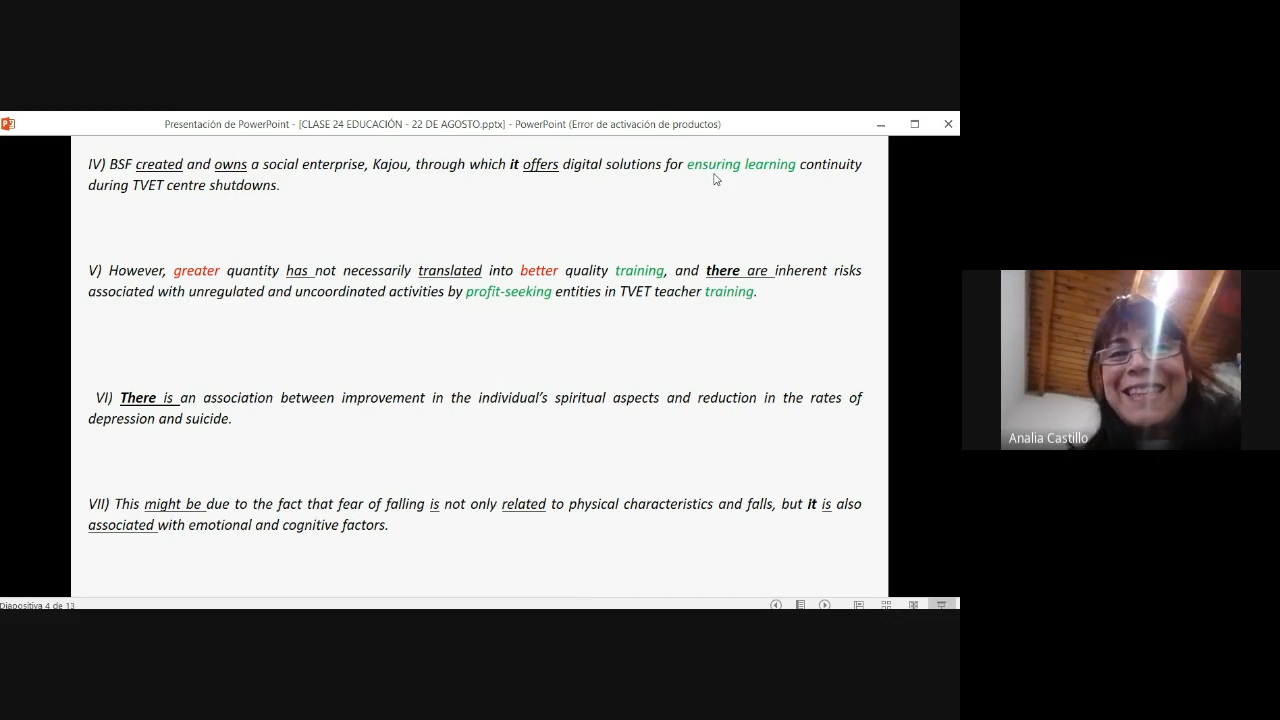 Presentación de PowerPoint - [CLASE 24 EDUCACIÓN - 22 DE AGOSTO.pptx] - PowerPoint (Error de activación de productos)
IV) BSF created and owns a social enterprise, Kajou, through which it offers digital solutions for ensuring learning continuity
during TVET centre shutdowns.
V) However, greater quantity has not necessarily translated into better quality training, and there are inherent risks
associated with unregulated and uncoordinated activities by profit-seeking entities in TVET teacher training.
VI) There is an association between improvement in the individual's spiritual aspects and reduction in the rates of
depression and suicide.
VII) This might be due to the fact that fear of falling is not only related to physical characteristics and falls, but it is also
associated with emotional and cognitive factors.
Analia Castillo
Diapositiva 4 de 13